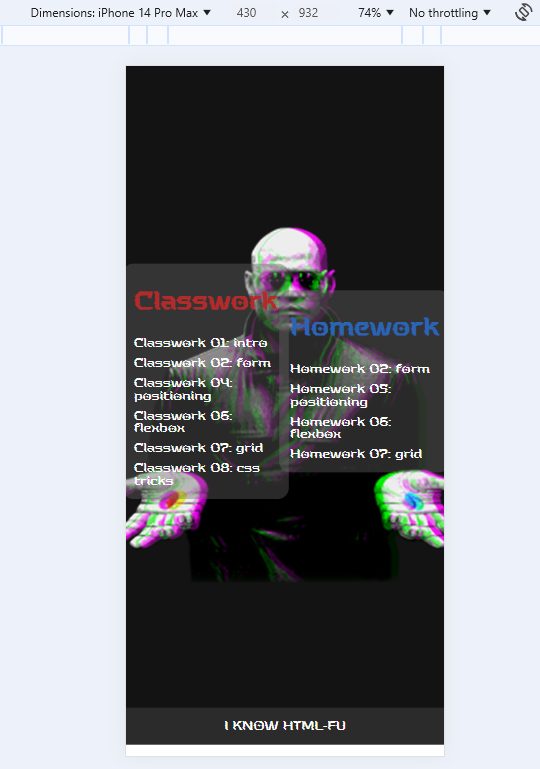 Dimensions: iPhone 14 Pro Max ▼ 430 × 932 74% ▼ No throttling ▼
Classwork
Classwork 01: intro
Classwork 02: form
Classwork 04:
positioning
Classwork 06:
flexbox
Classwork 07: grid
Classwork 08: css
tricks
Homework
Homework 02: form
Homework 05:
positioning
Homework 06:
flexbox
Homework 07: grid
I KNOW HTML-FU